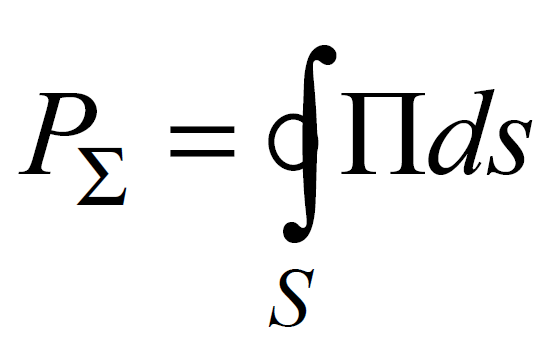 P_Σ = ∮_S Π ds